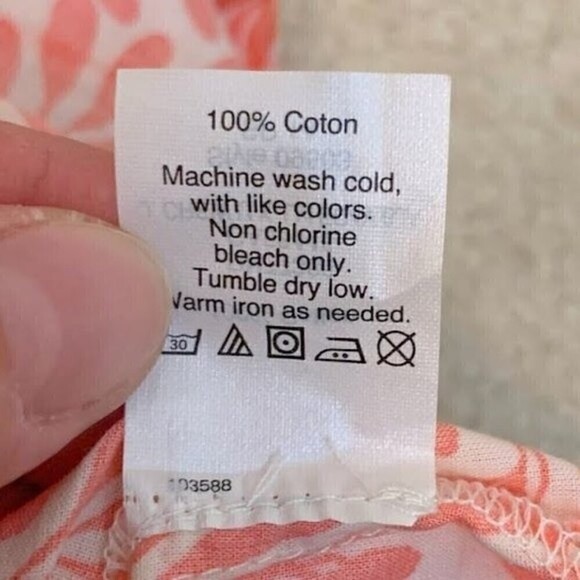 100% Coton
Machine wash cold,
with like colors.
Non chlorine
bleach only.
Tumble dry low.
Warm iron as needed.
30
03588